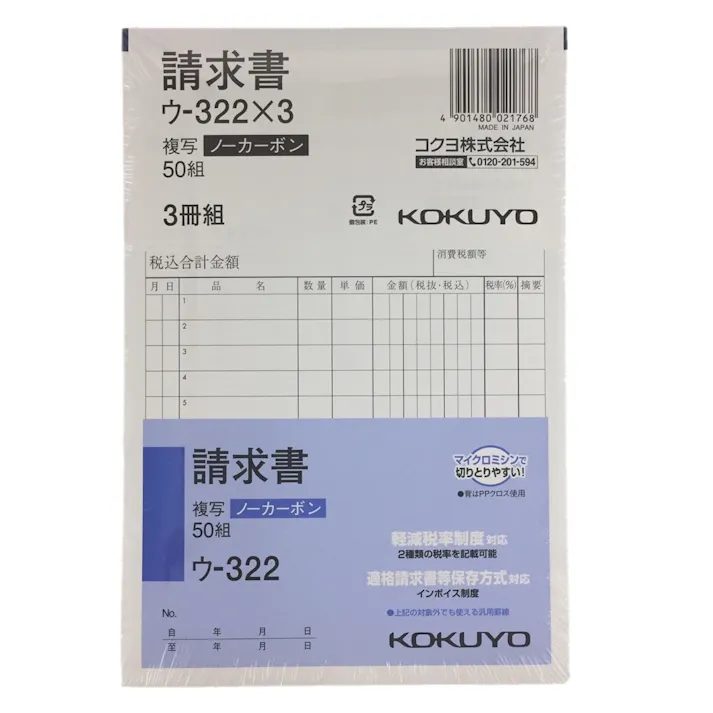 請求書
ウ-322×3
複写 ノーカーボン
50組
3冊組
4 901480 021768
MADE IN JAPAN
コクヨ株式会社
お客様相談室 0120-201-594
プラ
個包装:PE
KOKUYO
税込合計金額
消費税額等
月 日 品 名 数量 単価 金額(税抜・税込) 税率(%) 摘要
1
2
3
4
5
請求書
複写 ノーカーボン
50組
ウ-322
マイクロミシンで
切りとりやすい!
●背はPPクロス使用
軽減税率制度対応
2種類の税率を記載可能
適格請求書等保存方式対応
インボイス制度
●上記の対象外でも使える汎用罫線
No.
自 年 月 日
至 年 月 日
KOKUYO